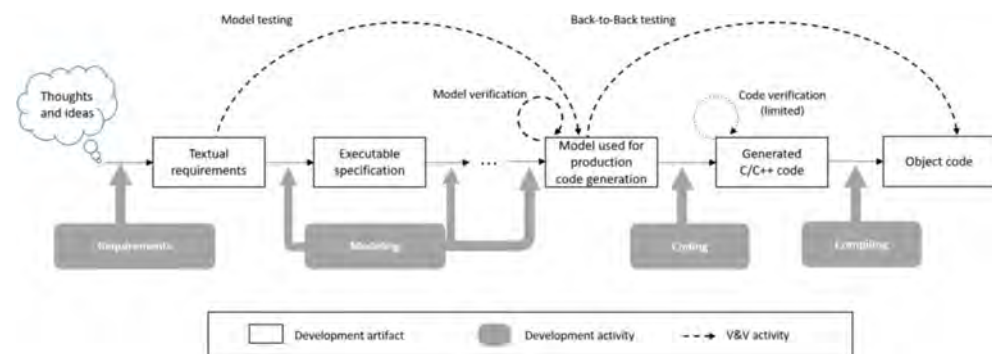 Model testing
Back-to-Back testing
Thoughts
and ideas
Model verification
Code verification
(limited)
Textual
requirements
Executable
specification
...
Model used for
production
code generation
Generated
C/C++ code
Object code
Requirements
Modeling
Coding
Compiling
Development artifact
Development activity
V&V activity